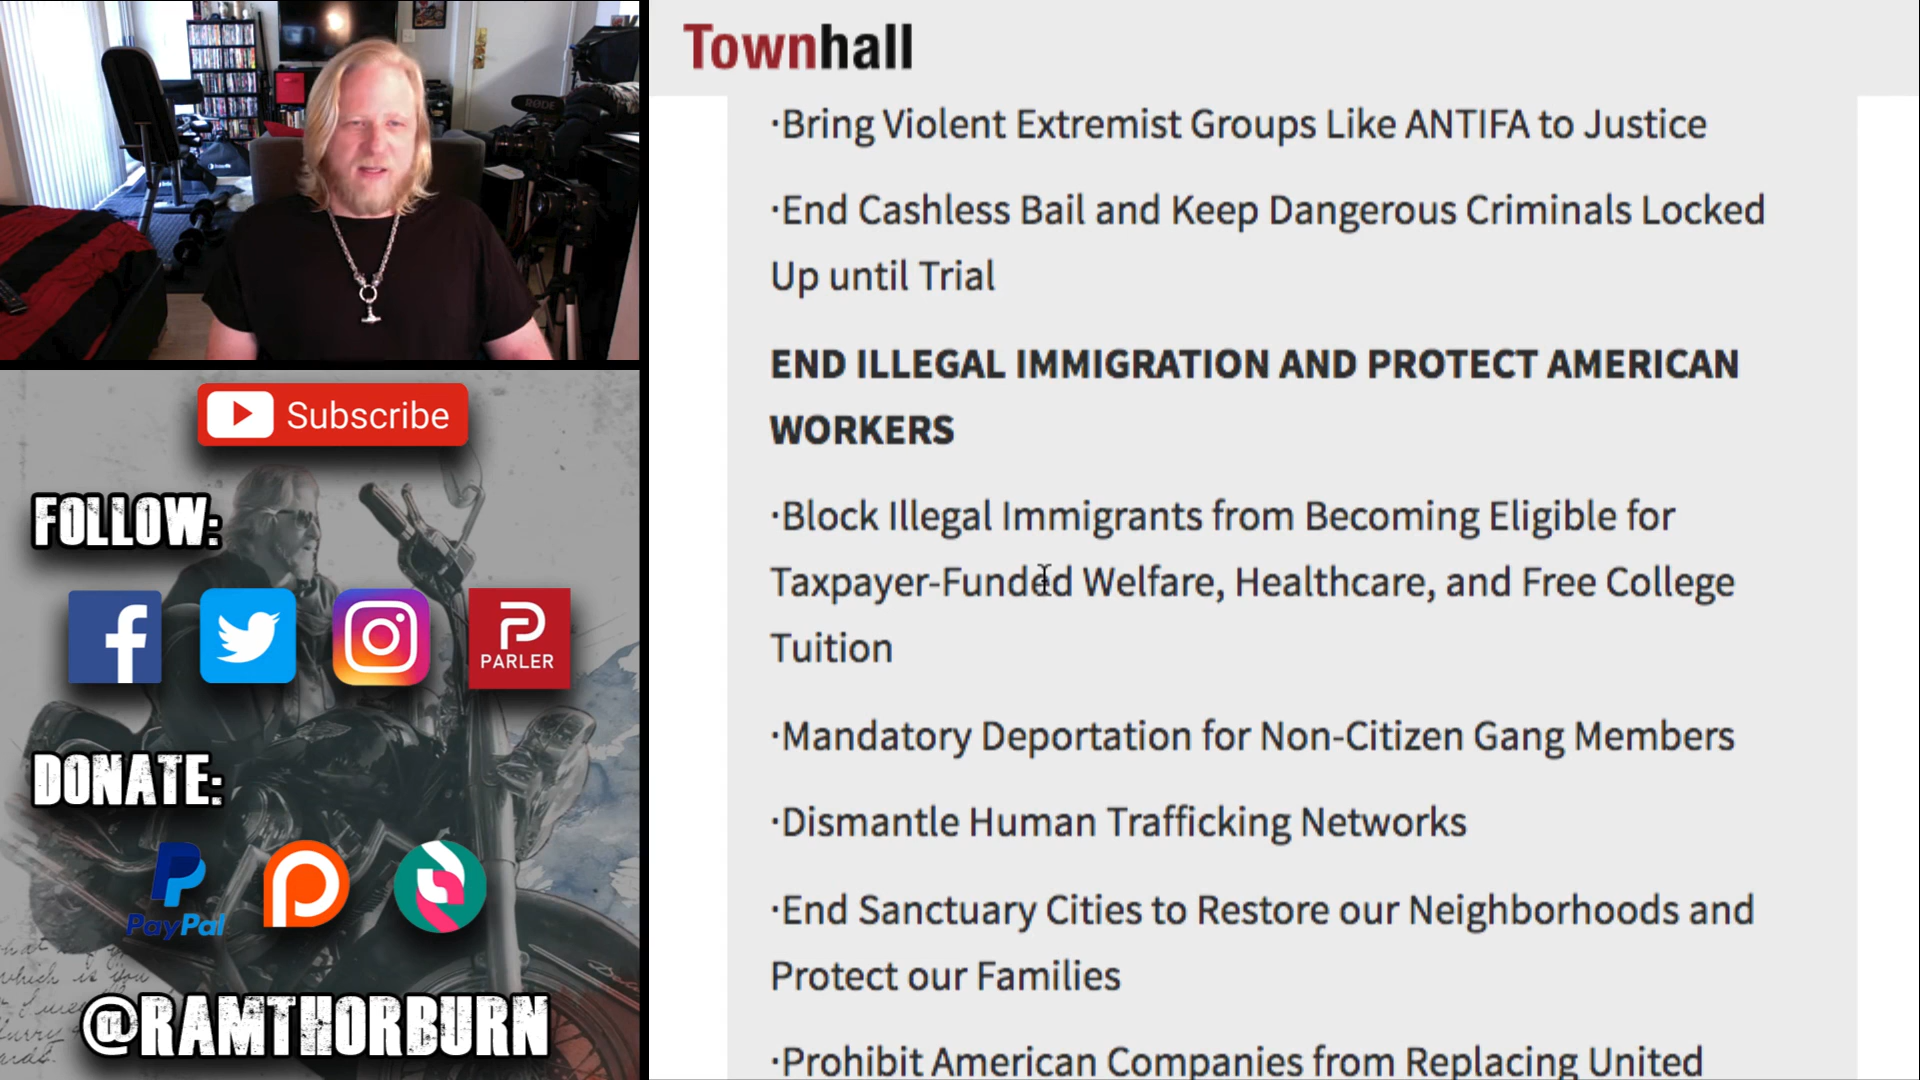 Townhall
·Bring Violent Extremist Groups Like ANTIFA to Justice
·End Cashless Bail and Keep Dangerous Criminals Locked
Up until Trial
END ILLEGAL IMMIGRATION AND PROTECT AMERICAN
WORKERS
·Block Illegal Immigrants from Becoming Eligible for
Taxpayer-Funded Welfare, Healthcare, and Free College
Tuition
·Mandatory Deportation for Non-Citizen Gang Members
·Dismantle Human Trafficking Networks
·End Sanctuary Cities to Restore our Neighborhoods and
Protect our Families
·Prohibit American Companies from Replacing United
RODE
Subscribe
FOLLOW:
PARLER
DONATE:
PayPal
which is you
@RAMTHORBURN